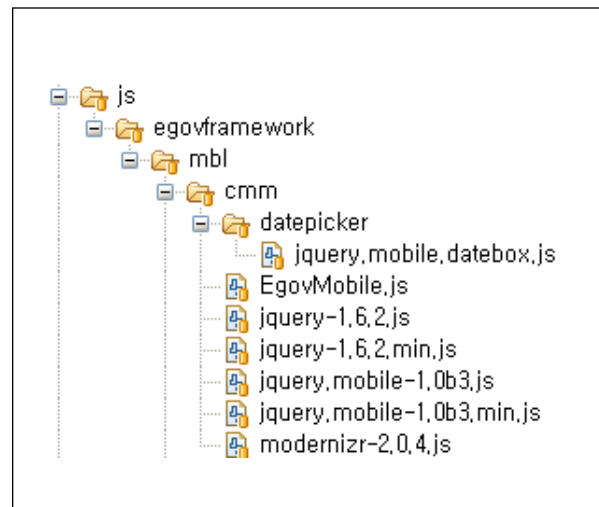 js
egovframework
mbl
cmm
datepicker
jquery,mobile,datebox,js
EgovMobile,js
jquery-1,6,2,js
jquery-1,6,2,min,js
jquery,mobile-1,0b3,js
jquery,mobile-1,0b3,min,js
modernizr-2,0,4,js